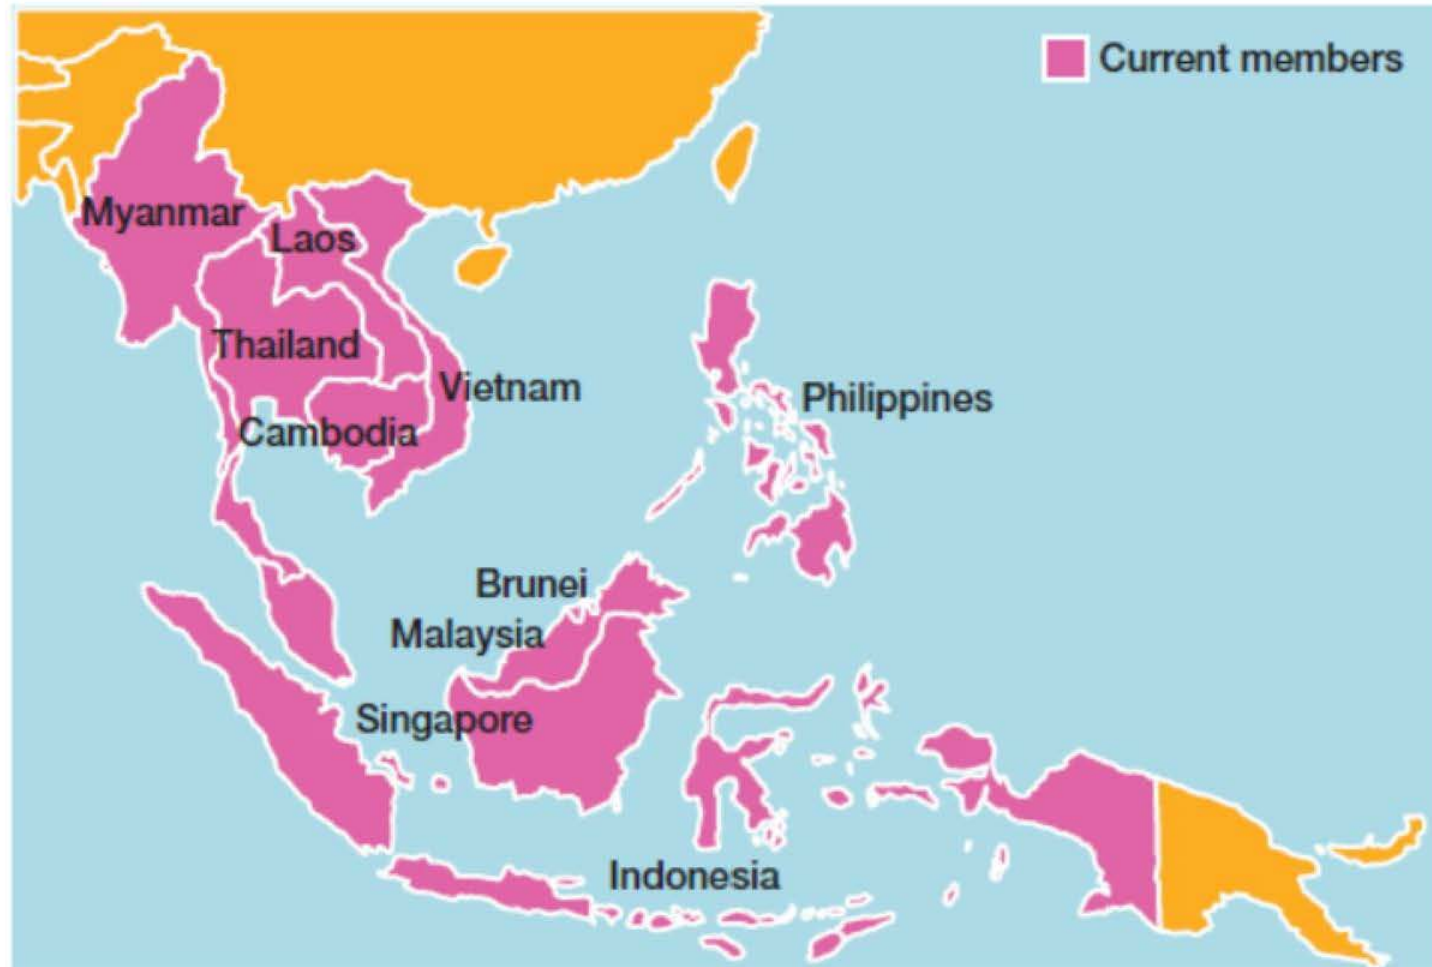 Current members
Myanmar
Laos
Thailand
Vietnam
Philippines
Cambodia
Brunei
Malaysia
Singapore
Indonesia